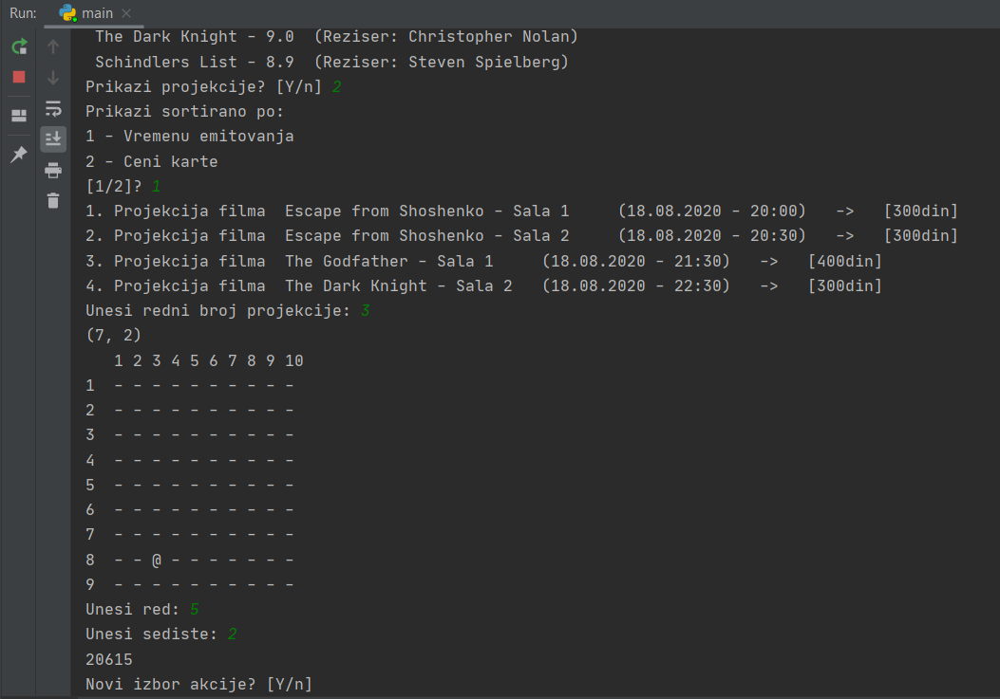 Run: main
The Dark Knight - 9.0  (Reziser: Christopher Nolan)
Schindlers List - 8.9  (Reziser: Steven Spielberg)
Prikazi projekcije? [Y/n] 2
Prikazi sortirano po:
1 - Vremenu emitovanja
2 - Ceni karte
[1/2]? 1
1. Projekcija filma  Escape from Shoshenko - Sala 1     (18.08.2020 - 20:00)   ->   [300din]
2. Projekcija filma  Escape from Shoshenko - Sala 2     (18.08.2020 - 20:30)   ->   [300din]
3. Projekcija filma  The Godfather - Sala 1     (18.08.2020 - 21:30)   ->   [400din]
4. Projekcija filma  The Dark Knight - Sala 2   (18.08.2020 - 22:30)   ->   [300din]
Unesi redni broj projekcije: 3
(7, 2)
   1 2 3 4 5 6 7 8 9 10
1  - - - - - - - - - -
2  - - - - - - - - - -
3  - - - - - - - - - -
4  - - - - - - - - - -
5  - - - - - - - - - -
6  - - - - - - - - - -
7  - - - - - - - - - -
8  - - @ - - - - - - -
9  - - - - - - - - - -
Unesi red: 5
Unesi sediste: 2
20615
Novi izbor akcije? [Y/n]